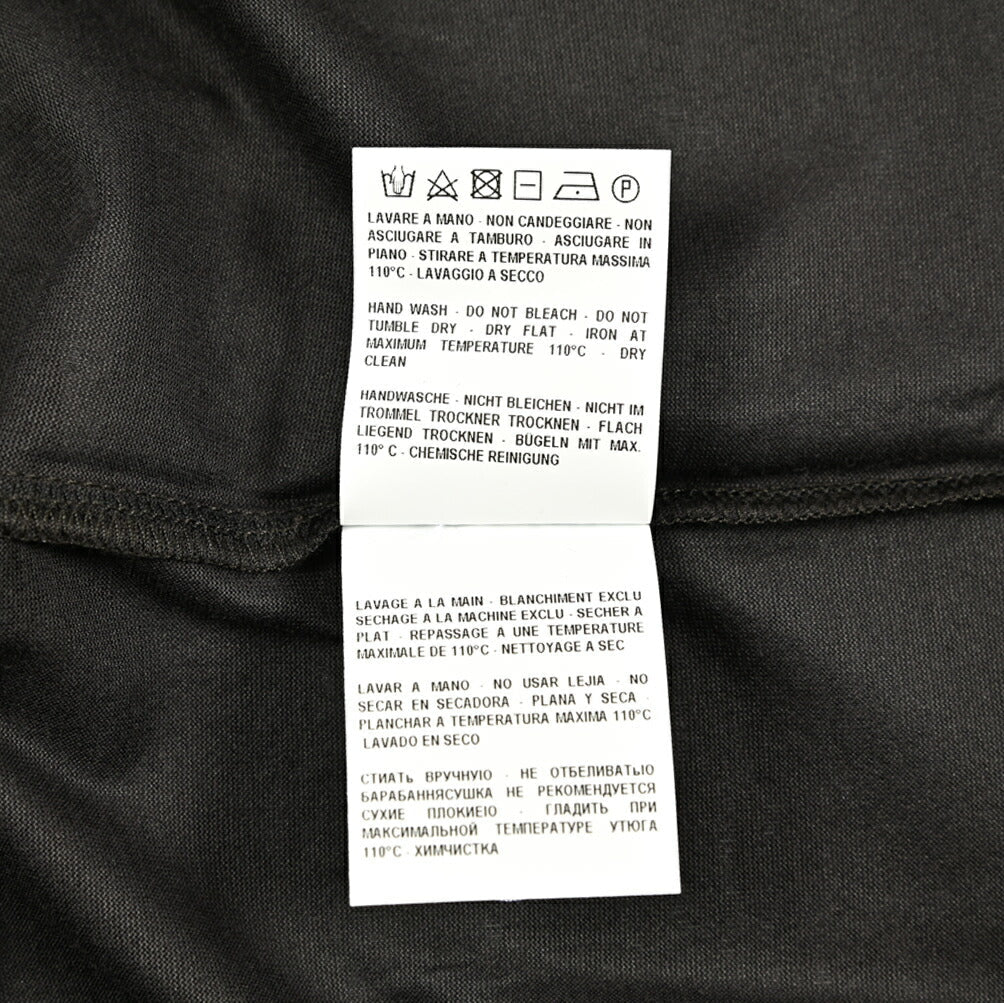 P
LAVARE A MANO - NON CANDEGGIARE - NON
ASCIUGARE A TAMBURO - ASCIUGARE IN
PIANO - STIRARE A TEMPERATURA MASSIMA
110°C - LAVAGGIO A SECCO
HAND WASH - DO NOT BLEACH - DO NOT
TUMBLE DRY - DRY FLAT - IRON AT
MAXIMUM TEMPERATURE 110°C - DRY
CLEAN
HANDWASCHE - NICHT BLEICHEN - NICHT IM
TROMMEL TROCKNER TROCKNEN - FLACH
LIEGEND TROCKNEN - BÜGELN MIT MAX.
110° C - CHEMISCHE REINIGUNG
LAVAGE A LA MAIN - BLANCHIMENT EXCLU
SECHAGE A LA MACHINE EXCLU - SECHER A
PLAT - REPASSAGE A UNE TEMPERATURE
MAXIMALE DE 110°C - NETTOYAGE A SEC
LAVAR A MANO - NO USAR LEJIA - NO
SECAR EN SECADORA - PLANA Y SECA -
PLANCHAR A TEMPERATURA MAXIMA 110°C
LAVADO EN SECO
СТИАТЬ ВРУЧНУЮ - НЕ ОТБЕЛИВАТЬЮ
БАРАБАННЯСУШКА НЕ РЕКОМЕНДУЕТСЯ
СУХИЕ ПЛОКИЕЮ - ГЛАДИТЬ ПРИ
МАКСИМАЛЬНОЙ ТЕМПЕРАТУРЕ УТЮГА
110°C - ХИМЧИСТКА